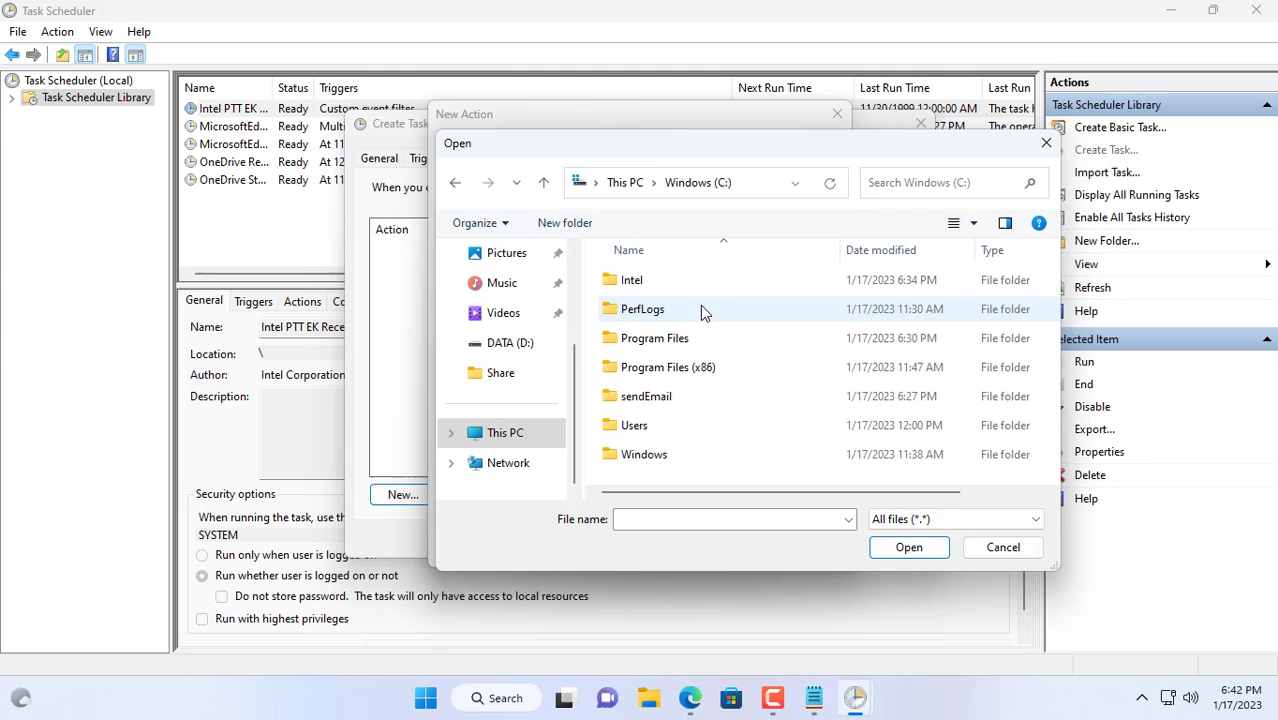 Task Scheduler
File Action View Help
Task Scheduler (Local)
Task Scheduler Library
Name Status Triggers Next Run Time Last Run Time Last Run
Intel PTT EK ... Ready Custom event filter 11/30/1999 12:00:00 AM The task
MicrosoftEd... Ready Multi
MicrosoftEd... Ready At 11
OneDrive Re... Ready At 12
OneDrive St... Ready At 11
General Triggers Actions Co
Name: Intel PTT EK Rece
Location: \
Author: Intel Corporation
Description:
Security options
When running the task, use th
SYSTEM
Run only when user is logged on
Run whether user is logged on or not
Do not store password. The task will only have access to local resources
Run with highest privileges
Create Task
General Trig
When you c
Action
New...
New Action
Open
This PC Windows (C:)
Search Windows (C:)
Organize New folder
Pictures
Music
Videos
DATA (D:)
Share
This PC
Network
Name Date modified Type
Intel 1/17/2023 6:34 PM File folder
PerfLogs 1/17/2023 11:30 AM File folder
Program Files 1/17/2023 6:30 PM File folder
Program Files (x86) 1/17/2023 11:47 AM File folder
sendEmail 1/17/2023 6:27 PM File folder
Users 1/17/2023 12:00 PM File folder
Windows 1/17/2023 11:38 AM File folder
File name: All files (*.*)
Open Cancel
Actions
Task Scheduler Library
Create Basic Task...
Create Task...
Import Task...
Display All Running Tasks
Enable All Tasks History
New Folder...
View
Refresh
Help
elected Item
Run
End
Disable
Export...
Properties
Delete
Help
Search
6:42 PM
1/17/2023